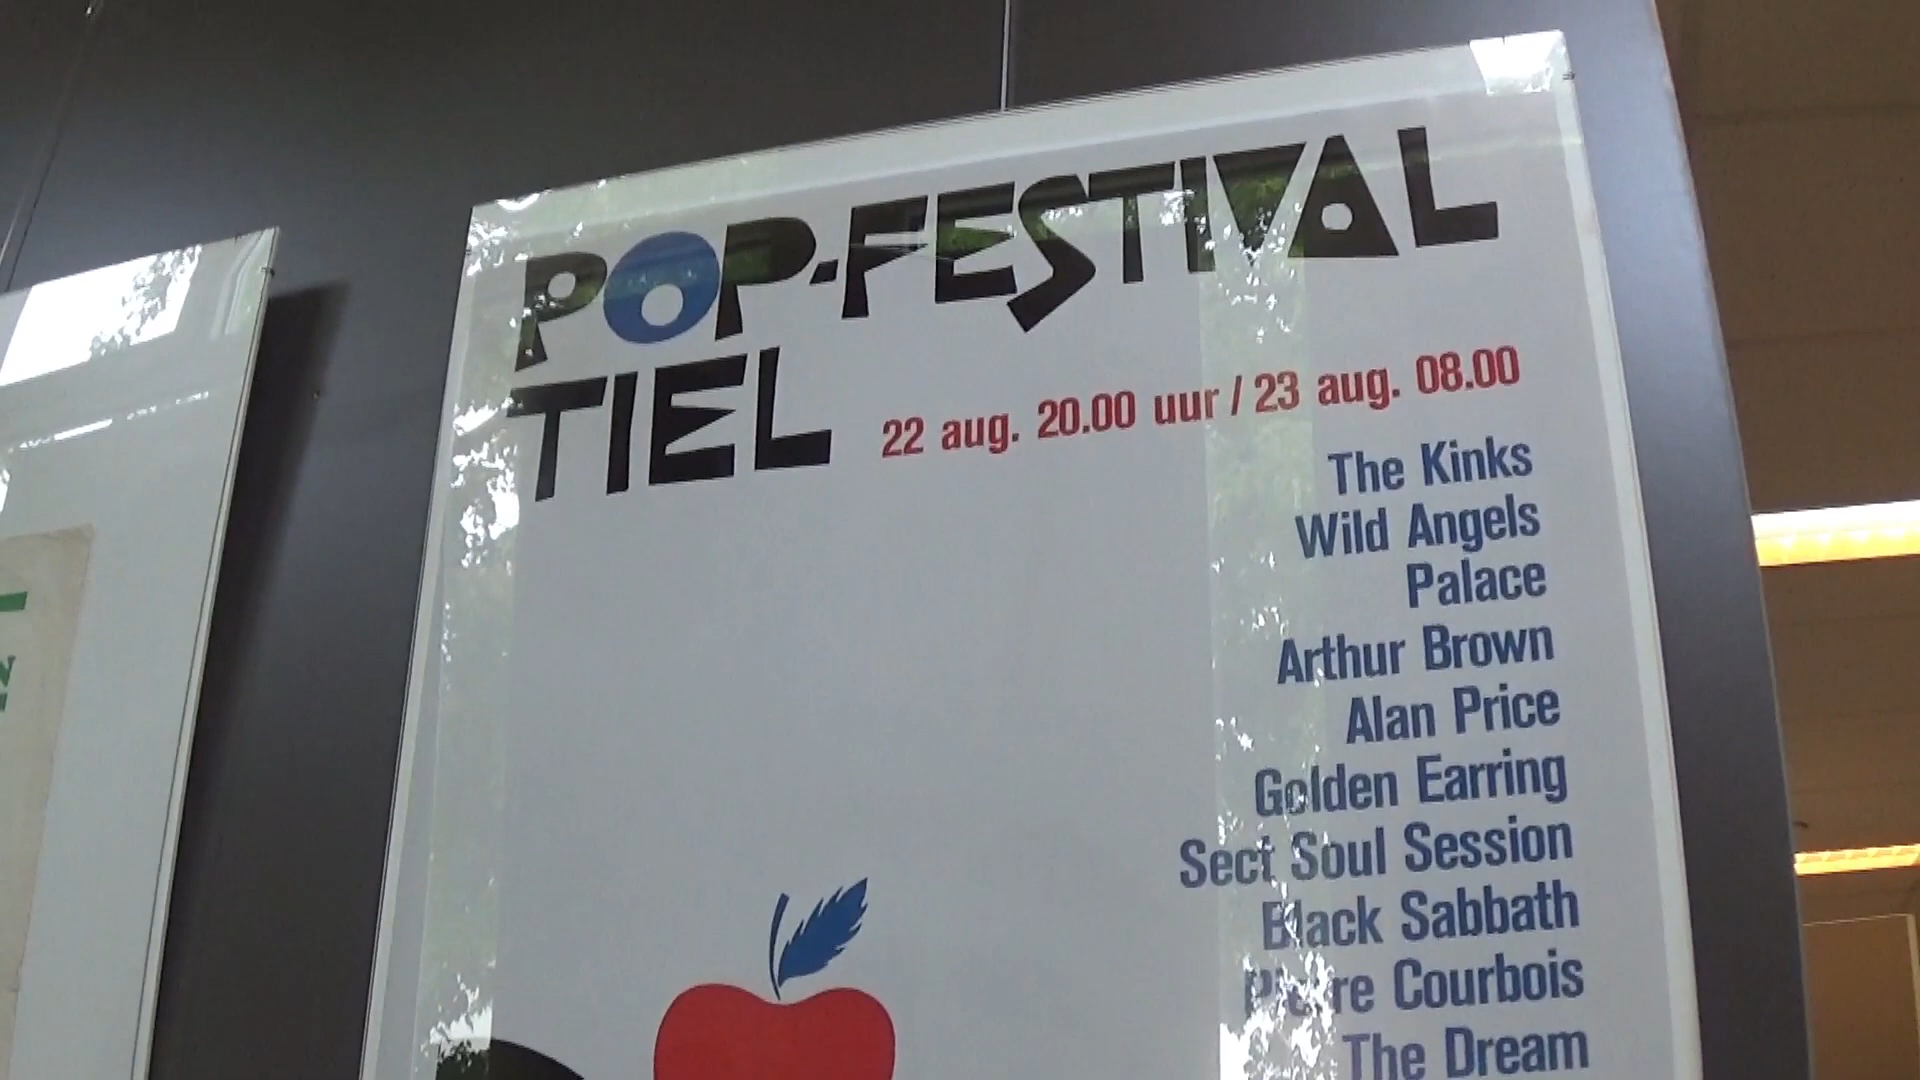 POP-FESTIVAL
TIEL
22 aug. 20.00 uur / 23 aug. 08.00
The Kinks
Wild Angels
Palace
Arthur Brown
Alan Price
Golden Earring
Sect Soul Session
Black Sabbath
Pierre Courbois
The Dream